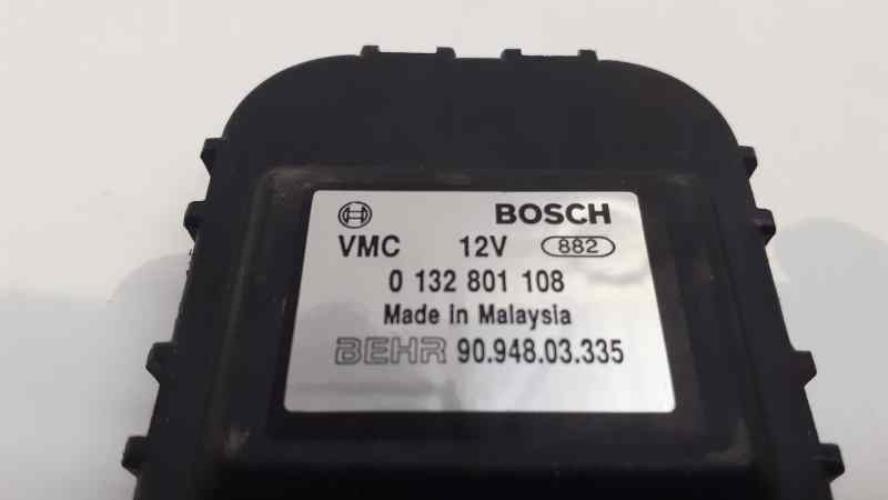 BOSCH
VMC 12V 882
0 132 801 108
Made in Malaysia
BEHR 90.948.03.335